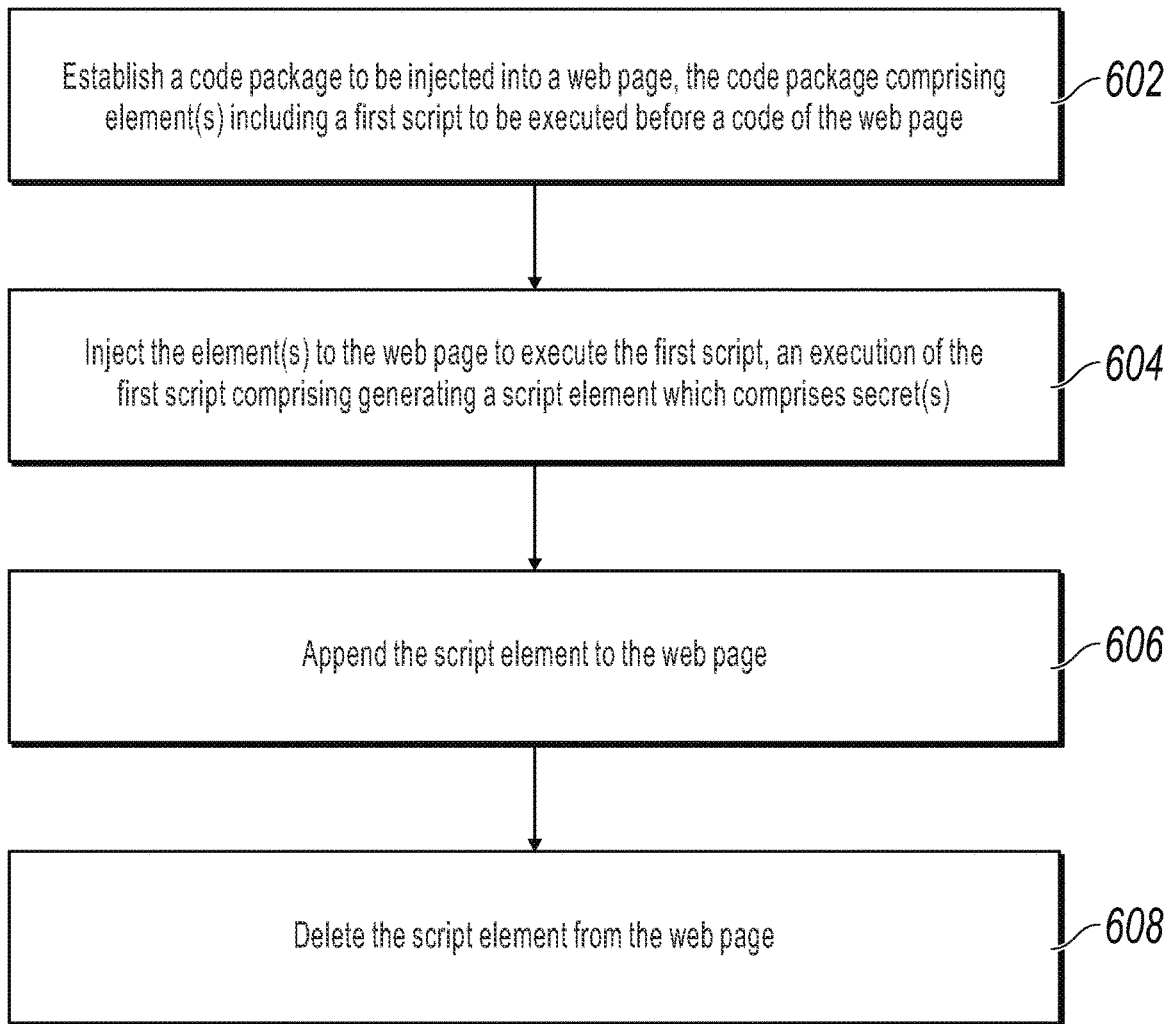 Establish a code package to be injected into a web page, the code package comprising
element(s) including a first script to be executed before a code of the web page
602
Inject the element(s) to the web page to execute the first script, an execution of the
first script comprising generating a script element which comprises secret(s)
604
Append the script element to the web page
606
Delete the script element from the web page
608